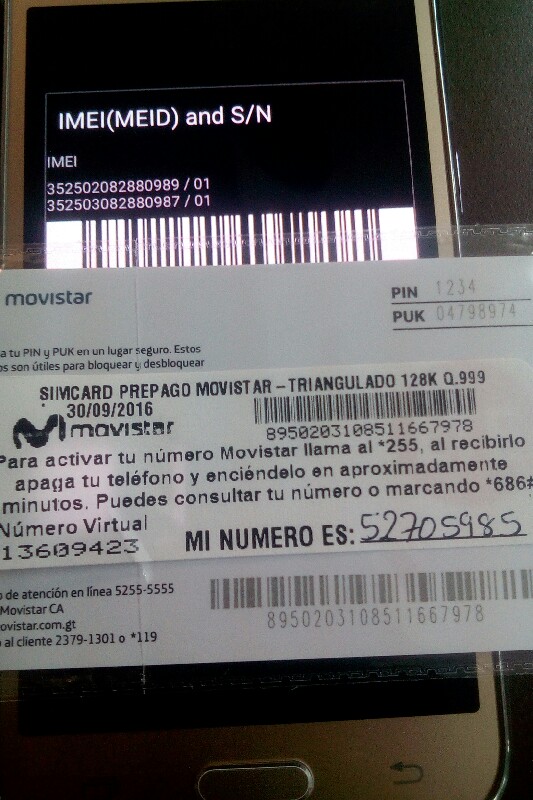 IMEI(MEID) and S/N
IMEI
352502082880989 / 01
352503082880987 / 01
movistar
PIN 1234
PUK 04798974
a tu PIN y PUK en un lugar seguro. Estos
os son útiles para bloquear y desbloquear
SIMCARD PREPAGO MOVISTAR - TRIANGULADO 128K Q.999
30/09/2016
movistar
8950203108511667978
Para activar tu número Movistar llama al *255, al recibirlo
apaga tu teléfono y enciéndelo en aproximadamente
minutos. Puedes consultar tu número o marcando *686#
Número Virtual
13609423
MI NUMERO ES: 52705985
o de atención en línea 5255-5555
Movistar CA
ovistar.com.gt
al cliente 2379-1301 o *119
8950203108511667978